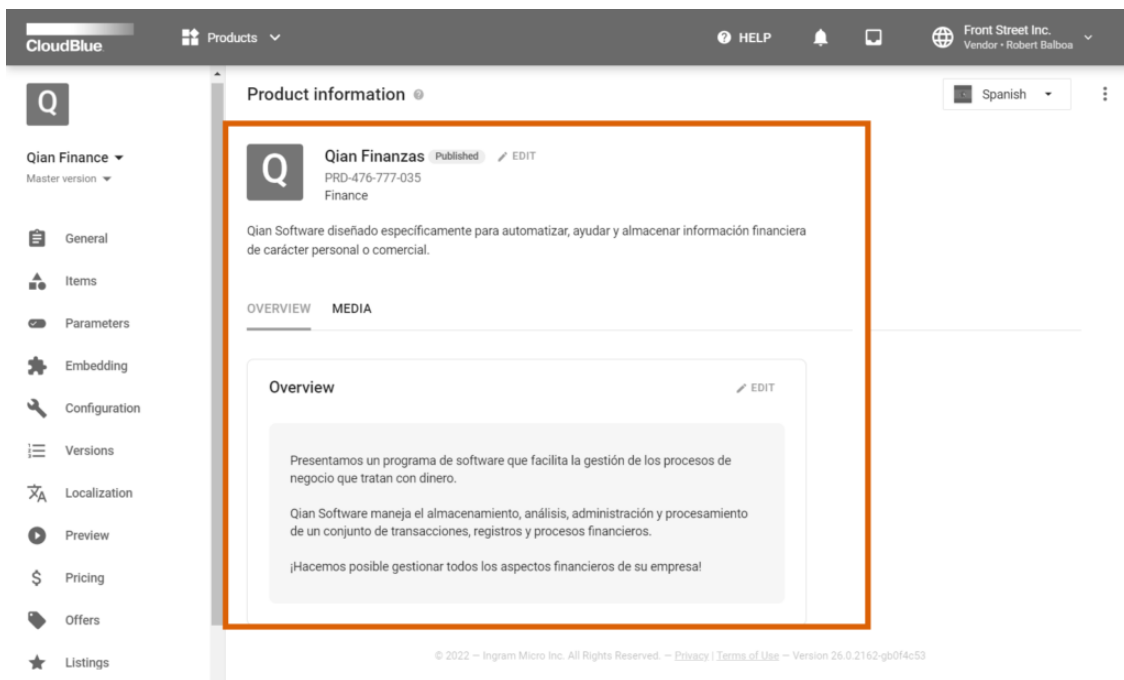 CloudBlue
Products
HELP
Front Street Inc.
Vendor • Robert Balboa
Q
Qian Finance
Master version
General
Items
Parameters
Embedding
Configuration
Versions
Localization
Preview
Pricing
Offers
Listings
Product information
Spanish
Q
Qian Finanzas Published EDIT
PRD-476-777-035
Finance
Qian Software diseñado específicamente para automatizar, ayudar y almacenar información financiera
de carácter personal o comercial.
OVERVIEW MEDIA
Overview EDIT
Presentamos un programa de software que facilita la gestión de los procesos de
negocio que tratan con dinero.
Qian Software maneja el almacenamiento, análisis, administración y procesamiento
de un conjunto de transacciones, registros y procesos financieros.
¡Hacemos posible gestionar todos los aspectos financieros de su empresa!
© 2022 — Ingram Micro Inc. All Rights Reserved. — Privacy | Terms of Use — Version 26.0.2162-gb0f4c53